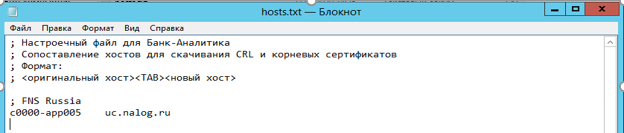 hosts.txt — Блокнот
Файл Правка Формат Вид Справка
; Настроечный файл для Банк-Аналитика
; Сопоставление хостов для скачивания CRL и корневых сертификатов
; Формат:
; <оригинальный хост><TAB><новый хост>
; FNS Russia
c0000-app005 uc.nalog.ru